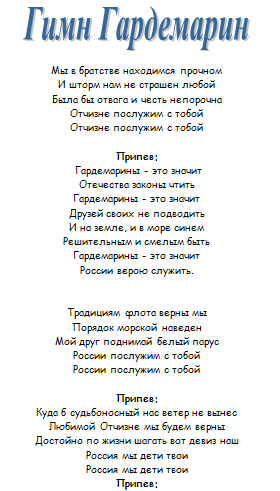 Гимн Гардемарин
Мы в братстве находимся прочном
И шторм нам не страшен любой
Была бы отвага и честь непорочна
Отчизне послужим с тобой
Отчизне послужим с тобой
Припев:
Гардемарины - это значит
Отечества законы чтить
Гардемарины - это значит
Друзей своих не подводить
И на земле, и в море синем
Решительным и смелым быть
Гардемарины - это значит
России верою служить.
Традициям флота верны мы
Порядок морской наведен
Мой друг поднимай белый парус
России послужим с тобой
России послужим с тобой
Припев:
Куда б судьбоносный нас ветер не вынес
Любимой Отчизне мы будем верны
Достойно по жизни шагать вот девиз наш
Россия мы дети твои
Россия мы дети твои
Припев: